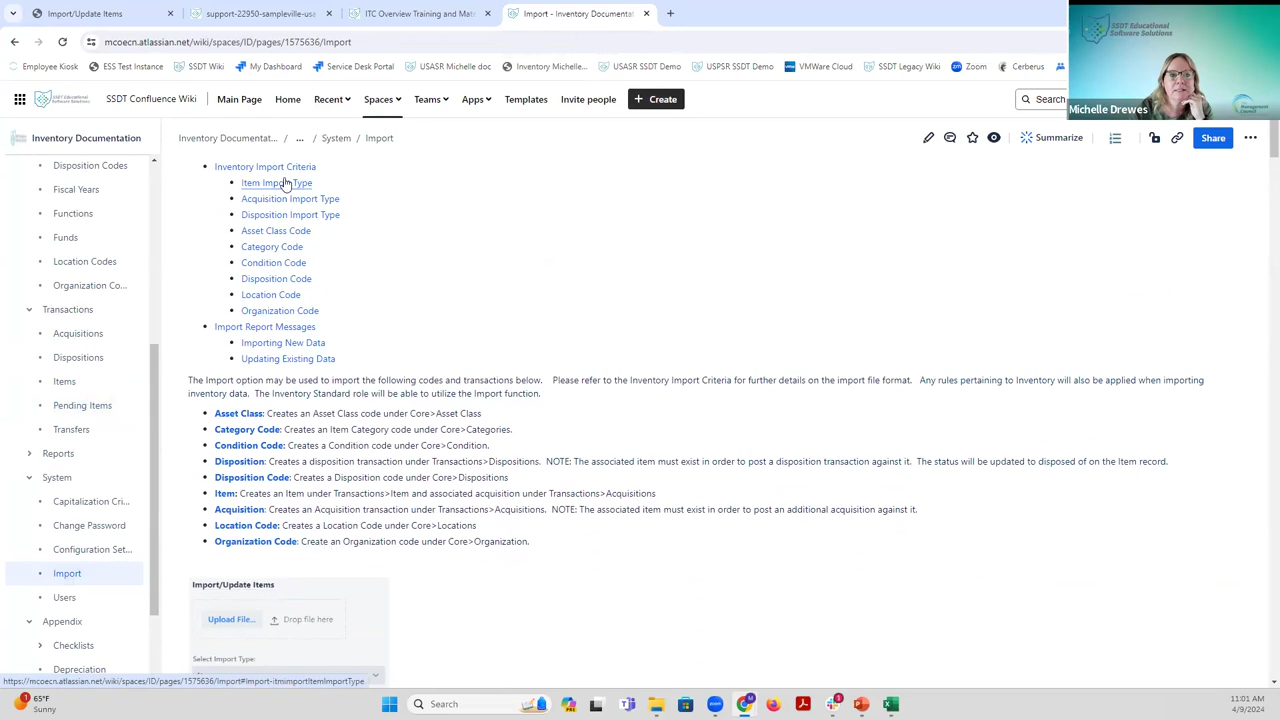 Import/Update Items
support-22950-sampleville-usa
ITC Overview Training and Mat
Import - Inventory Documentat
mcoecn.atlassian.net/wiki/spaces/ID/pages/1575636/Import
Employee Kiosk
ESS Test Instance
SSDT Wiki
My Dashboard
Service Desk Portal
USASR Michelle
Inventory Michelle...
USASR SSDT Demo
USPSR SSDT Demo
VMWare Cloud
SSDT Legacy Wiki
Zoom
Cerberus
SSDT Educational
Software Solutions
Michelle Drewes
SSDT Confluence Wiki
Main Page
Home
Recent
Spaces
Teams
Apps
Templates
Invite people
+ Create
Search
Inventory Documentation
Inventory Documentat... / ... / System / Import
Summarize
Share
Disposition Codes
Fiscal Years
Functions
Funds
Location Codes
Organization Co...
Transactions
Acquisitions
Dispositions
Items
Pending Items
Transfers
Reports
System
Capitalization Cri...
Change Password
Configuration Set...
Import
Users
Appendix
Checklists
Depreciation
• Inventory Import Criteria
• Item Import Type
• Acquisition Import Type
• Disposition Import Type
• Asset Class Code
• Category Code
• Condition Code
• Disposition Code
• Location Code
• Organization Code
• Import Report Messages
• Importing New Data
• Updating Existing Data
The Import option may be used to import the following codes and transactions below. Please refer to the Inventory Import Criteria for further details on the import file format. Any rules pertaining to Inventory will also be applied when importing
inventory data. The Inventory Standard role will be able to utilize the Import function.
• Asset Class: Creates an Asset Class code under Core>Asset Class
• Category Code: Creates an Item Category code under Core>Categories.
• Condition Code: Creates a Condition code under Core>Condition.
• Disposition: Creates a disposition transaction under Transactions>Dispositions. NOTE: The associated item must exist in order to post a disposition transaction against it. The status will be updated to disposed of on the Item record.
• Disposition Code: Creates a Disposition code under Core>Dispositions
• Item: Creates an Item under Transactions>Item and associated acquisition under Transactions>Acquisitions
• Acquisition: Creates an Acquisition transaction under Transactions>Acquisitions. NOTE: The associated item must exist in order to post an additional acquisition against it.
• Location Code: Creates a Location Code under Core>Locations
• Organization Code: Create an Organization code under Core>Organization.
Import/Update Items
Upload File...
Drop file here
Select Import Type:
https://mcoecn.atlassian.net/wiki/spaces/ID/pages/1575636/Import#Import-itmimportItemImportType
65°F
Sunny
Search
11:01 AM
4/9/2024